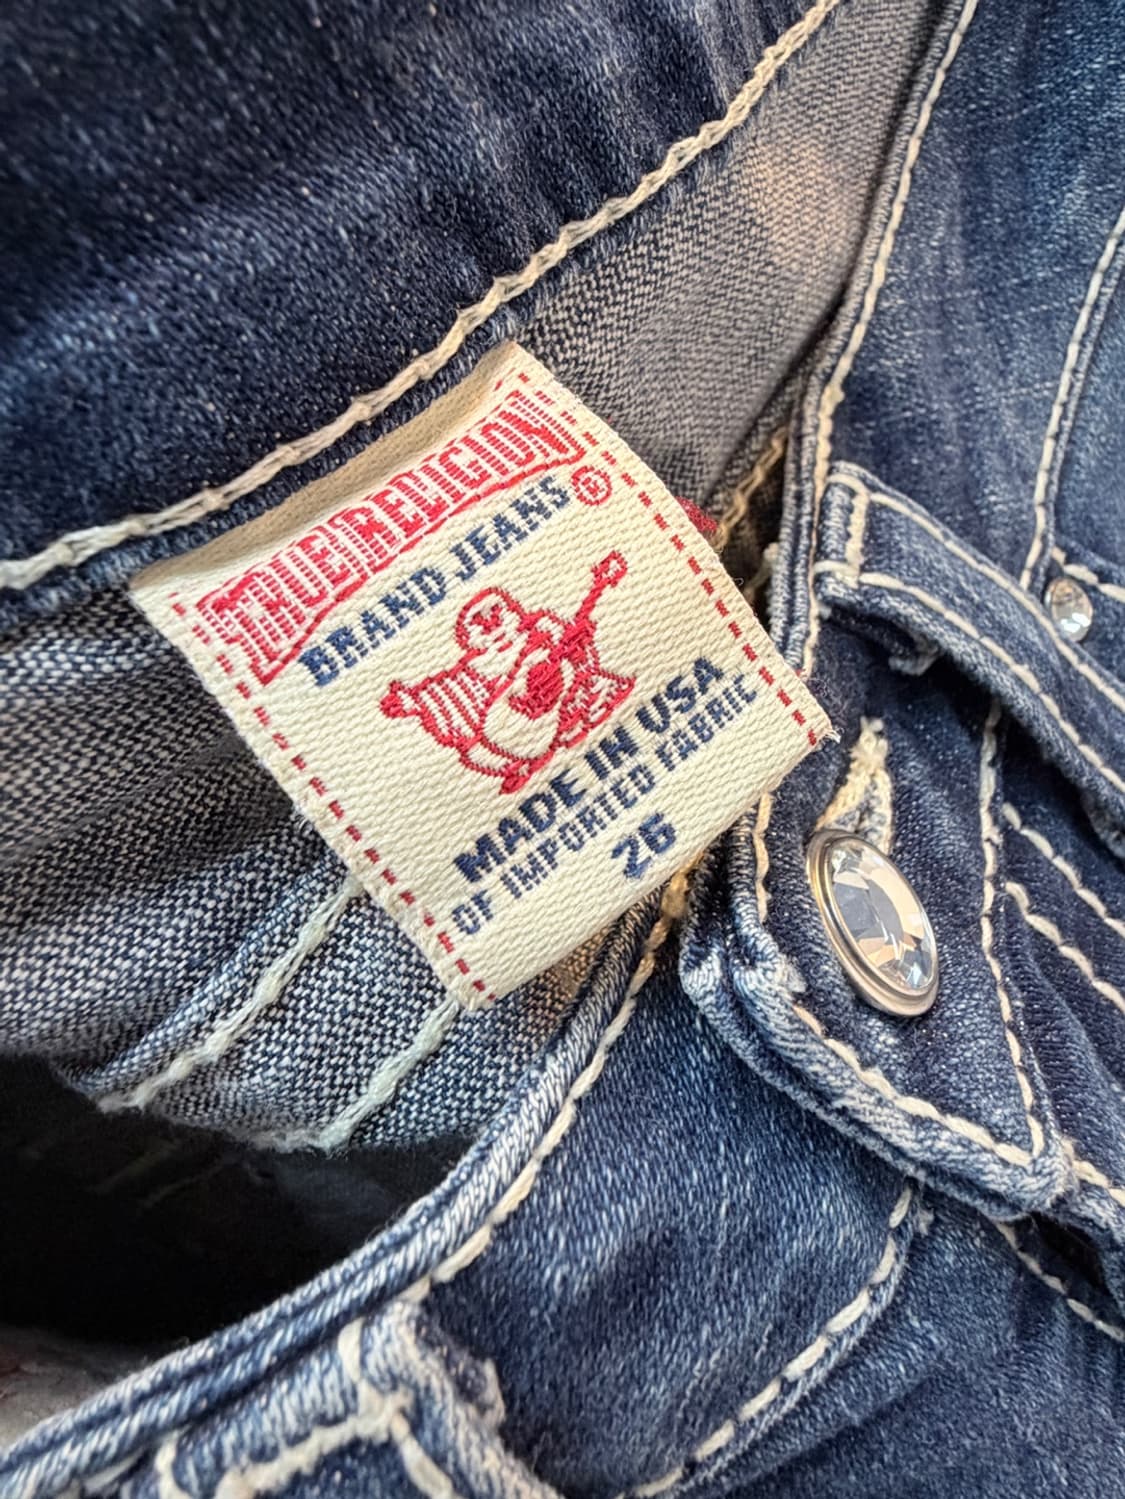 TRUE RELIGION®
BRAND JEANS
MADE IN USA
OF IMPORTED FABRIC
26